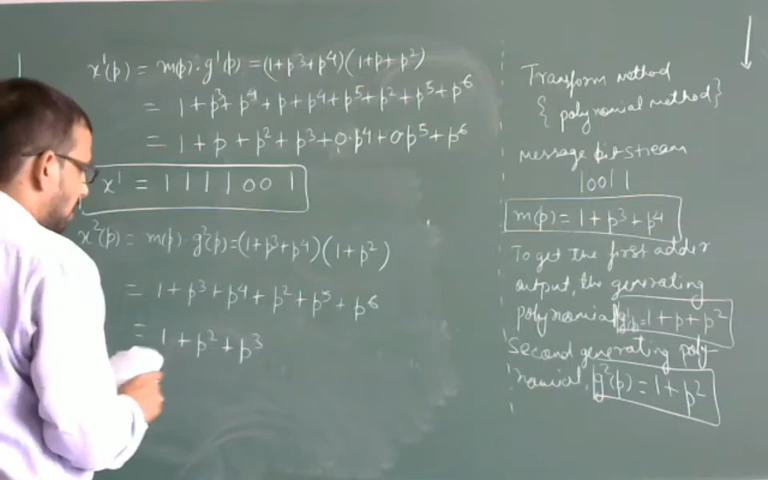 x¹(p) = m(p)·g¹(p) = (1+p³+p⁴)(1+p+p²)
= 1+p³+p⁴+p+p⁴+p⁵+p²+p⁵+p⁶
= 1+p+p²+p³+0·p⁴+0·p⁵+p⁶
x¹ = 1 1 1 1 0 0 1
x²(p) = m(p)·g²(p) = (1+p³+p⁴)(1+p²)
= 1+p³+p⁴+p²+p⁵+p⁶
= 1+p²+p³
Transform method
{polynomial method}
message bit stream
10011
m(p) = 1+p³+p⁴
To get the first adder
output, the generating
polynomial g¹(p)=1+p+p²
Second generating poly-
nomial, g²(p) = 1+p²